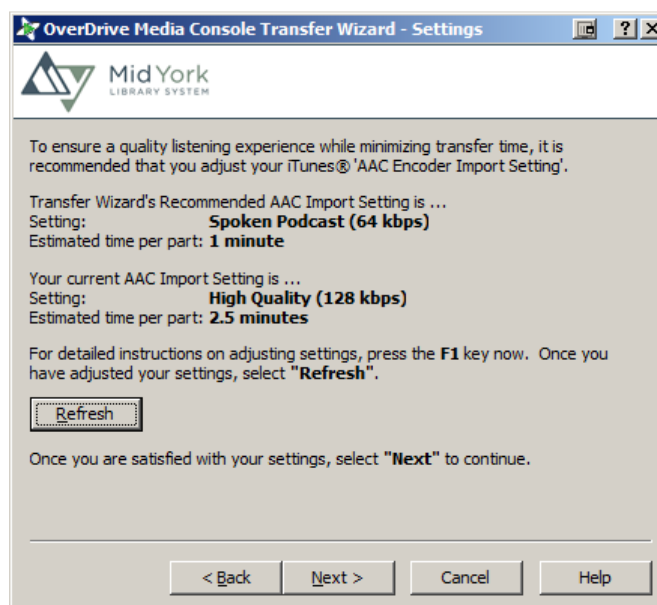 OverDrive Media Console Transfer Wizard - Settings
Mid York
LIBRARY SYSTEM
To ensure a quality listening experience while minimizing transfer time, it is
recommended that you adjust your iTunes® 'AAC Encoder Import Setting'.
Transfer Wizard's Recommended AAC Import Setting is ...
Setting: Spoken Podcast (64 kbps)
Estimated time per part: 1 minute
Your current AAC Import Setting is ...
Setting: High Quality (128 kbps)
Estimated time per part: 2.5 minutes
For detailed instructions on adjusting settings, press the F1 key now. Once you
have adjusted your settings, select "Refresh".
Refresh
Once you are satisfied with your settings, select "Next" to continue.
< Back Next > Cancel Help